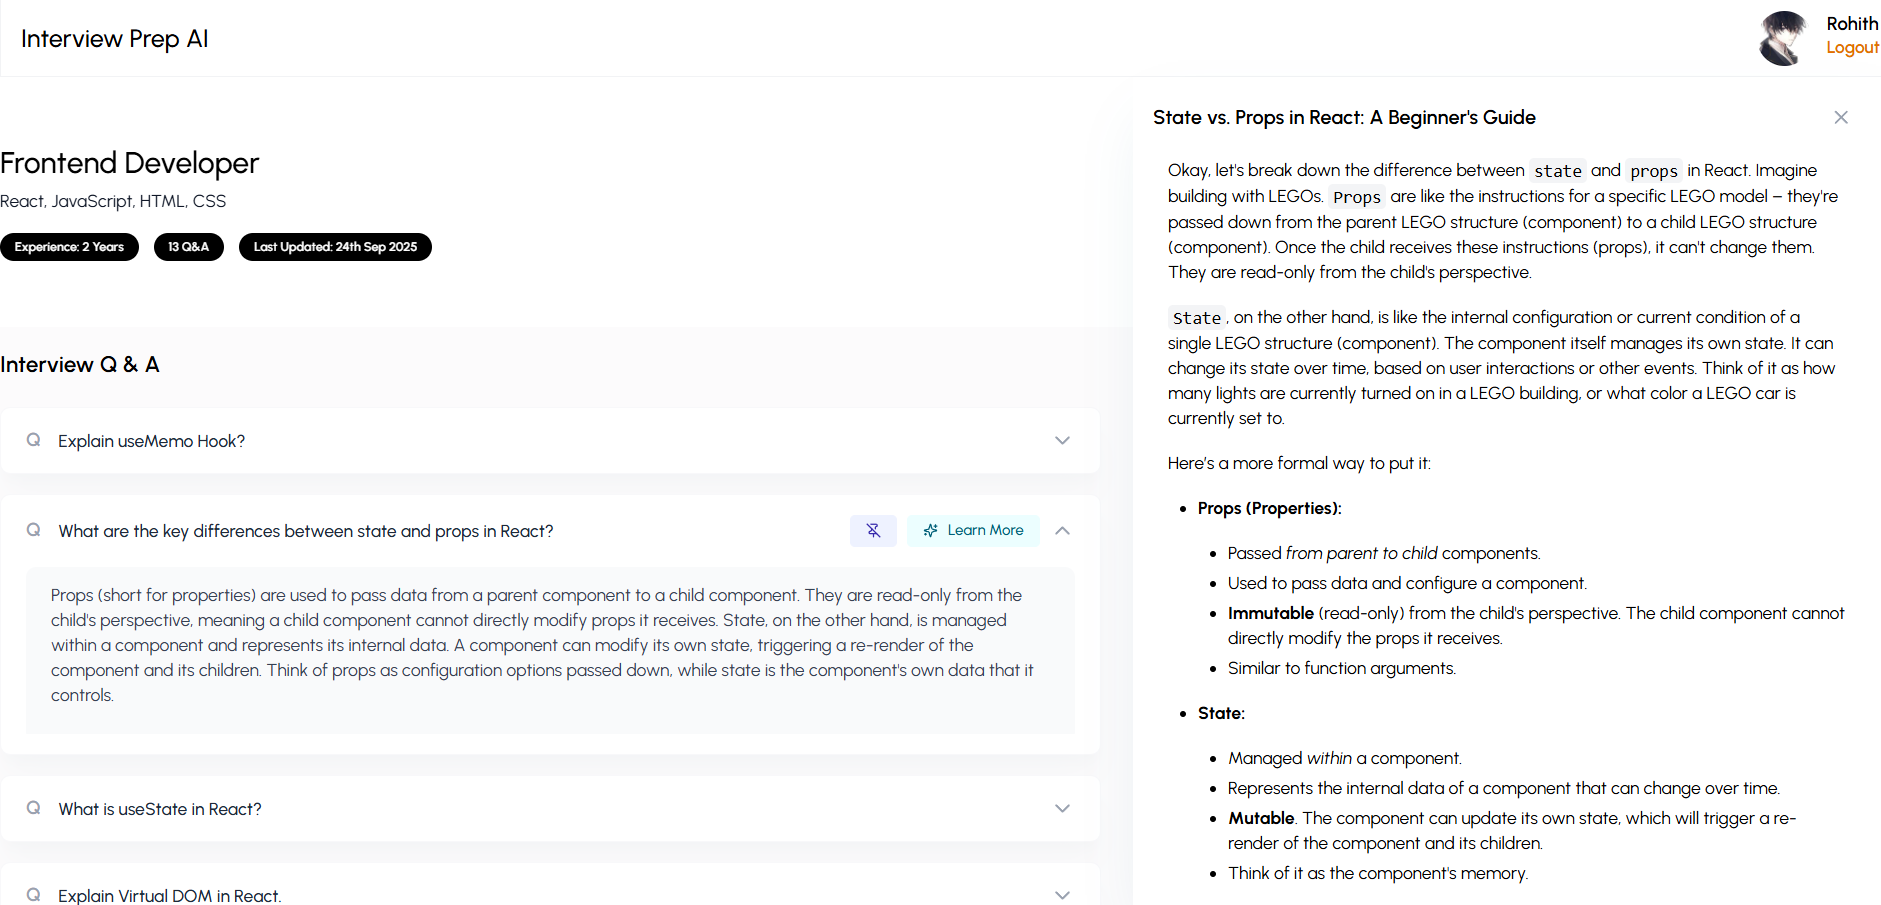 Interview Prep AI
Rohith
Logout
Frontend Developer
React, JavaScript, HTML, CSS
Experience: 2 Years
13 Q&A
Last Updated: 24th Sep 2025
Interview Q & A
Q Explain useMemo Hook?
Q What are the key differences between state and props in React?
Learn More
Props (short for properties) are used to pass data from a parent component to a child component. They are read-only from the
child's perspective, meaning a child component cannot directly modify props it receives. State, on the other hand, is managed
within a component and represents its internal data. A component can modify its own state, triggering a re-render of the
component and its children. Think of props as configuration options passed down, while state is the component's own data that it
controls.
Q What is useState in React?
Q Explain Virtual DOM in React.
State vs. Props in React: A Beginner's Guide
Okay, let's break down the difference between state and props in React. Imagine
building with LEGOs. Props are like the instructions for a specific LEGO model – they're
passed down from the parent LEGO structure (component) to a child LEGO structure
(component). Once the child receives these instructions (props), it can't change them.
They are read-only from the child's perspective.
State, on the other hand, is like the internal configuration or current condition of a
single LEGO structure (component). The component itself manages its own state. It can
change its state over time, based on user interactions or other events. Think of it as how
many lights are currently turned on in a LEGO building, or what color a LEGO car is
currently set to.
Here's a more formal way to put it:
• Props (Properties):
• Passed from parent to child components.
• Used to pass data and configure a component.
• Immutable (read-only) from the child's perspective. The child component cannot
directly modify the props it receives.
• Similar to function arguments.
• State:
• Managed within a component.
• Represents the internal data of a component that can change over time.
• Mutable. The component can update its own state, which will trigger a re-
render of the component and its children.
• Think of it as the component's memory.